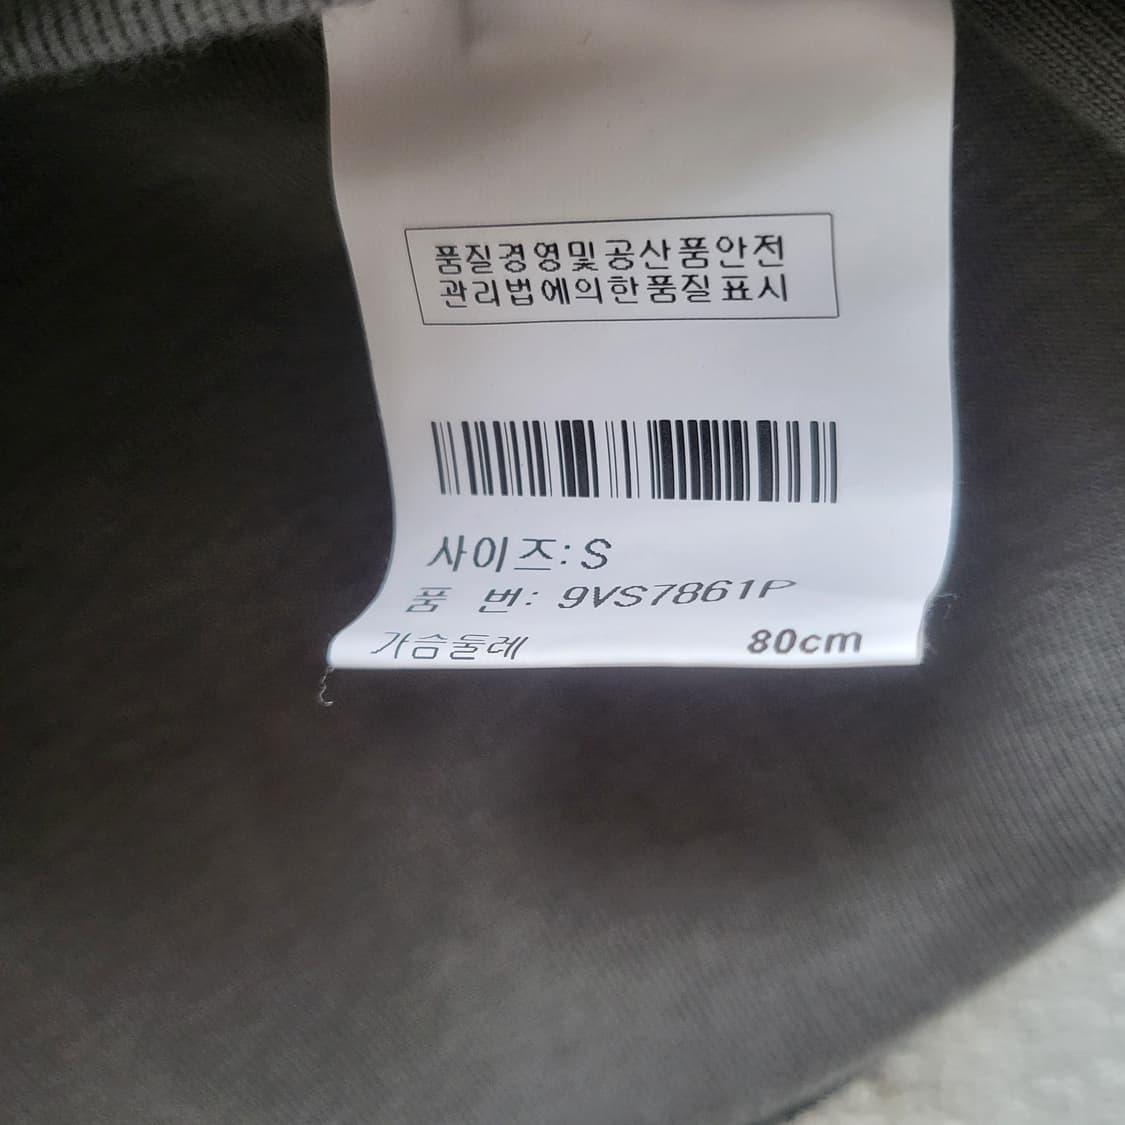 품질경영및공산품안전
관리법에의한품질표시
사이즈:S
품 번: 9VS7861P
가슴둘레 80cm